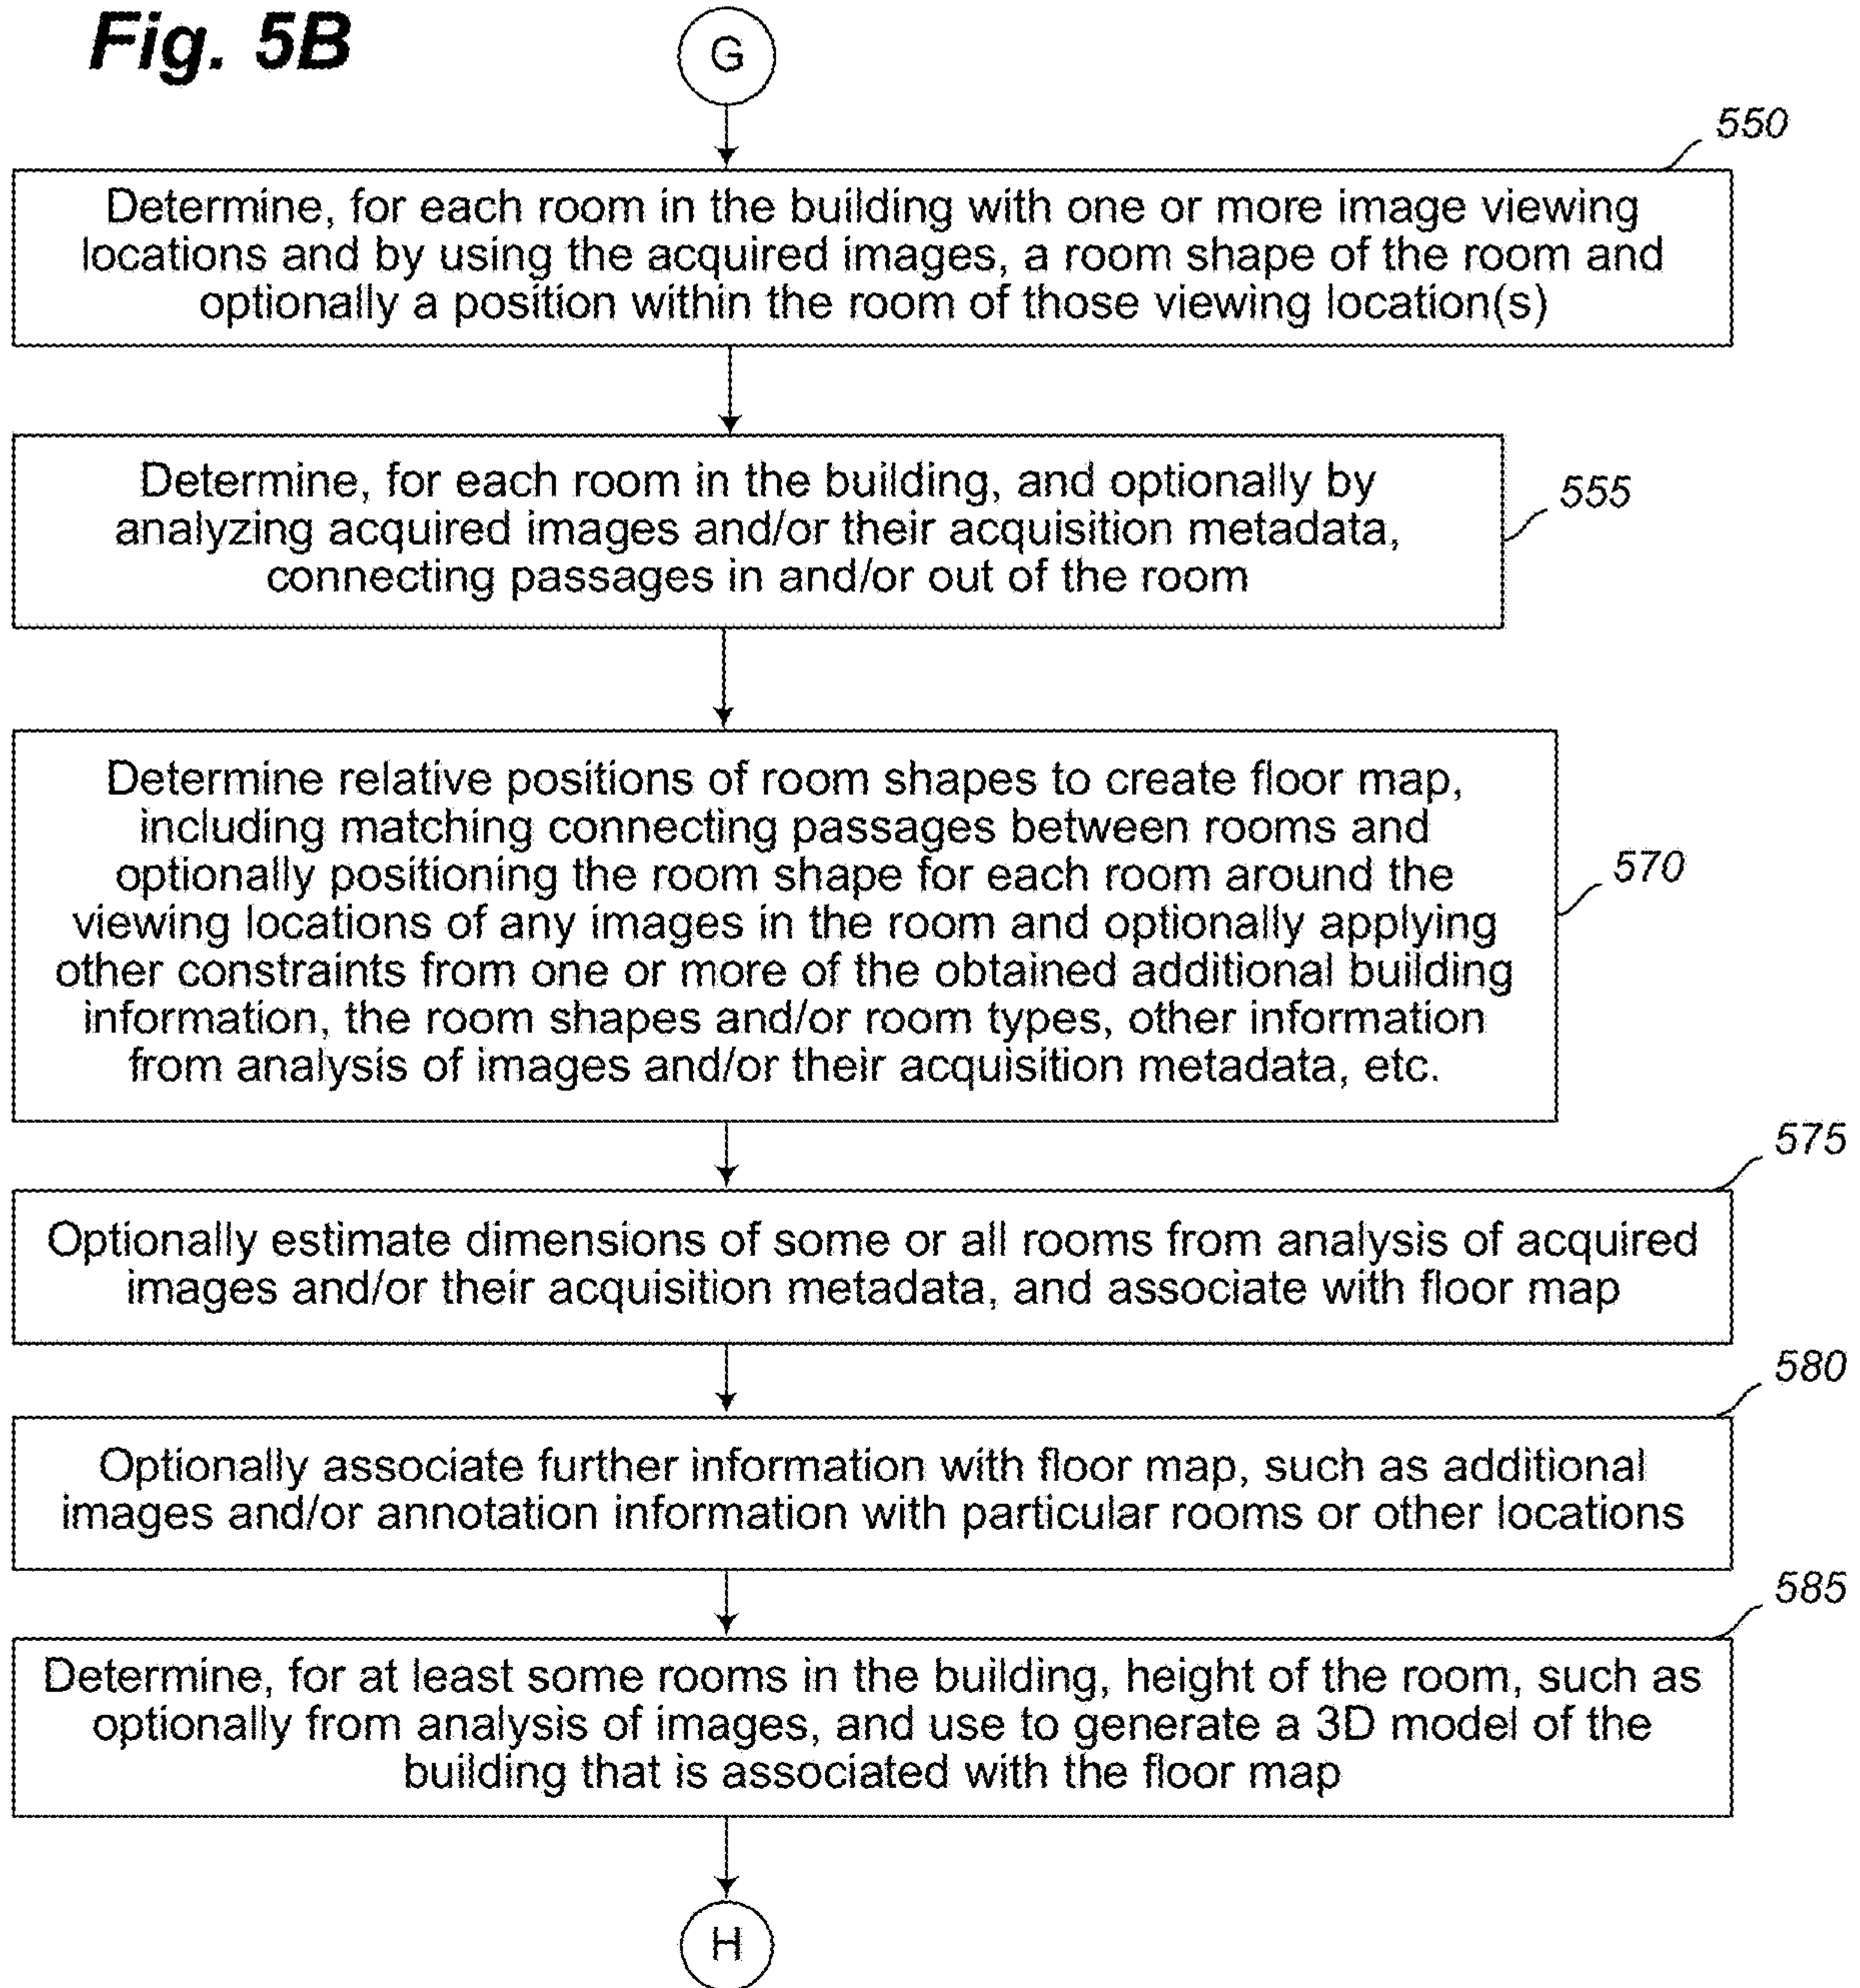 Fig. 5B
G
550
Determine, for each room in the building with one or more image viewing
locations and by using the acquired images, a room shape of the room and
optionally a position within the room of those viewing location(s)
Determine, for each room in the building, and optionally by
analyzing acquired images and/or their acquisition metadata,
connecting passages in and/or out of the room
555
Determine relative positions of room shapes to create floor map,
including matching connecting passages between rooms and
optionally positioning the room shape for each room around the
viewing locations of any images in the room and optionally applying
other constraints from one or more of the obtained additional building
information, the room shapes and/or room types, other information
from analysis of images and/or their acquisition metadata, etc.
570
575
Optionally estimate dimensions of some or all rooms from analysis of acquired
images and/or their acquisition metadata, and associate with floor map
580
Optionally associate further information with floor map, such as additional
images and/or annotation information with particular rooms or other locations
585
Determine, for at least some rooms in the building, height of the room, such as
optionally from analysis of images, and use to generate a 3D model of the
building that is associated with the floor map
H